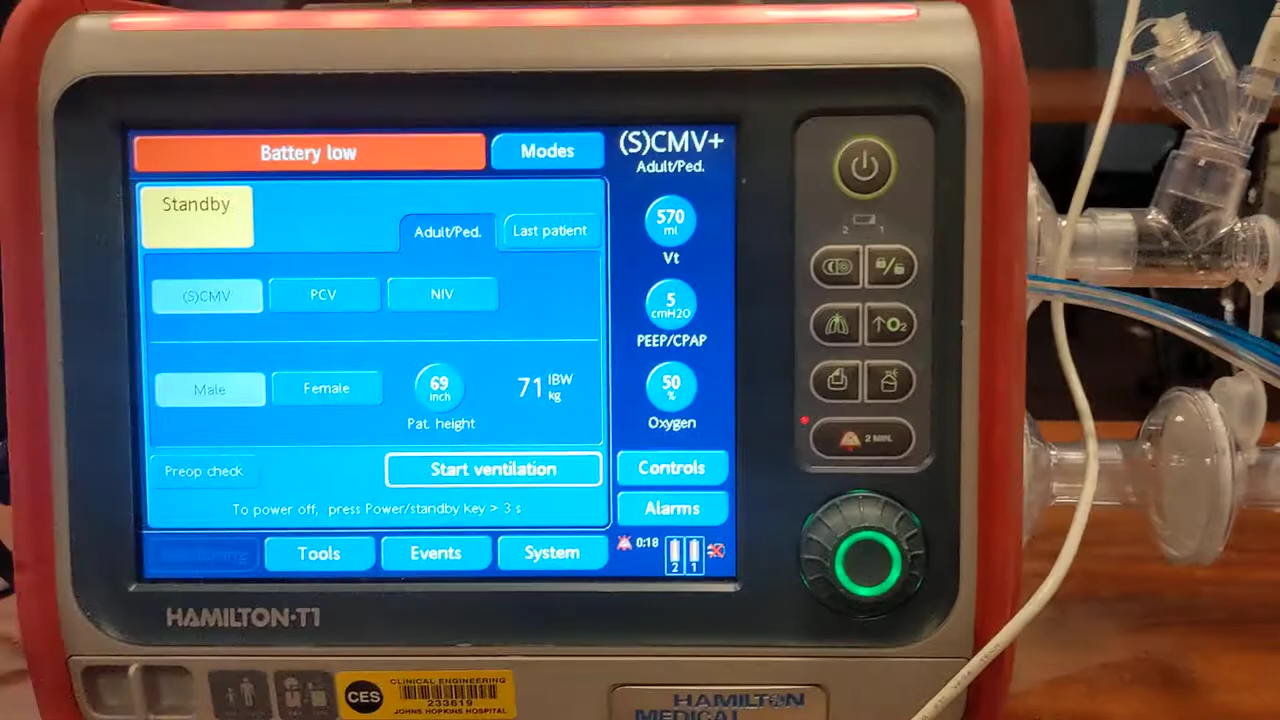 Battery low
Modes
(S)CMV+
Adult/Ped.
Standby
Adult/Ped.
Last patient
570
ml
Vt
(S)CMV
PCV
NIV
5
cmH2O
PEEP/CPAP
Male
Female
69
inch
Pat. height
71 IBW kg
50
%
Oxygen
Preop check
Start ventilation
Controls
To power off, press Power/standby key > 3 s
Alarms
Tools
Events
System
0:18
2 1
2 1
↑O2
2 MIN.
HAMILTON·T1
CES
CLINICAL ENGINEERING
233619
JOHNS HOPKINS HOSPITAL
HAMILTON
MEDICAL